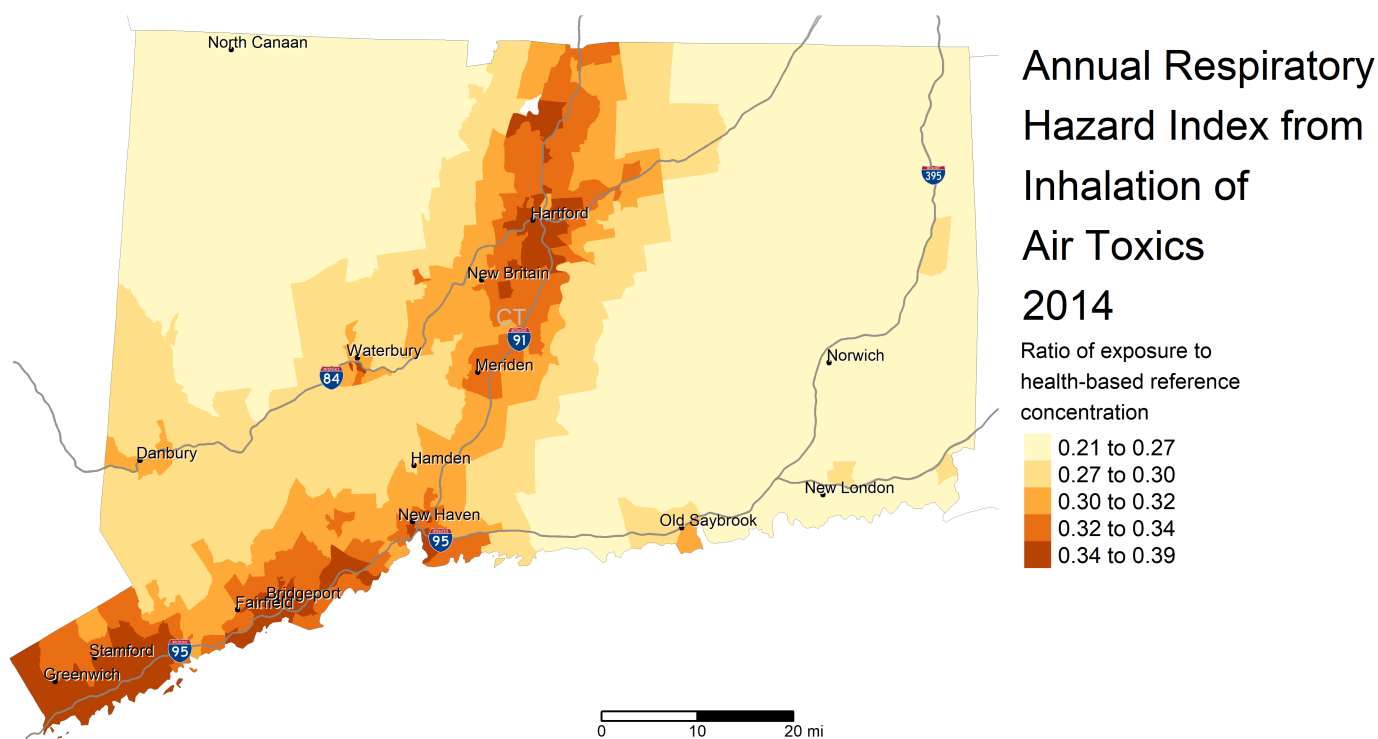 Annual Respiratory
Hazard Index from
Inhalation of
Air Toxics
2014
Ratio of exposure to
health-based reference
concentration
0.21 to 0.27
0.27 to 0.30
0.30 to 0.32
0.32 to 0.34
0.34 to 0.39
North Canaan
395
Hartford
New Britain
CT
91
Waterbury
Meriden
84
Norwich
Danbury
Hamden
New London
New Haven
Old Saybrook
95
Bridgeport
Fairfield
Stamford
95
Greenwich
0 10 20 mi